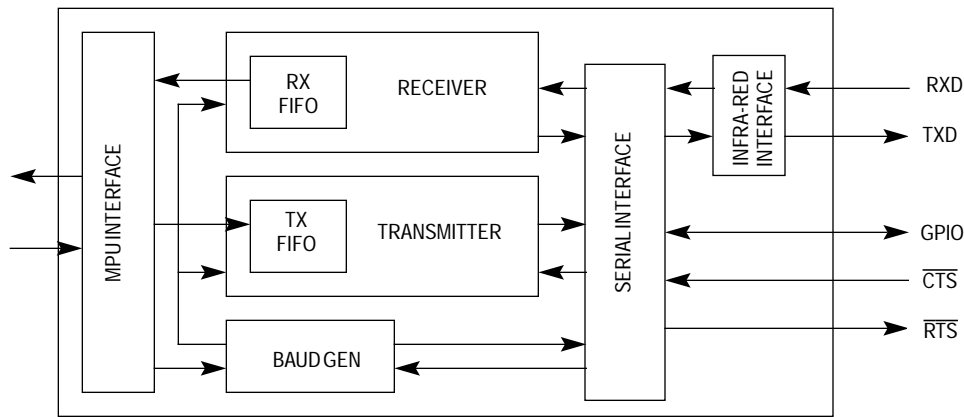 MPU INTERFACE
RX
FIFO
RECEIVER
TX
FIFO
TRANSMITTER
BAUD GEN
SERIAL INTERFACE
INFRA-RED
INTERFACE
RXD
TXD
GPIO
CTS
RTS